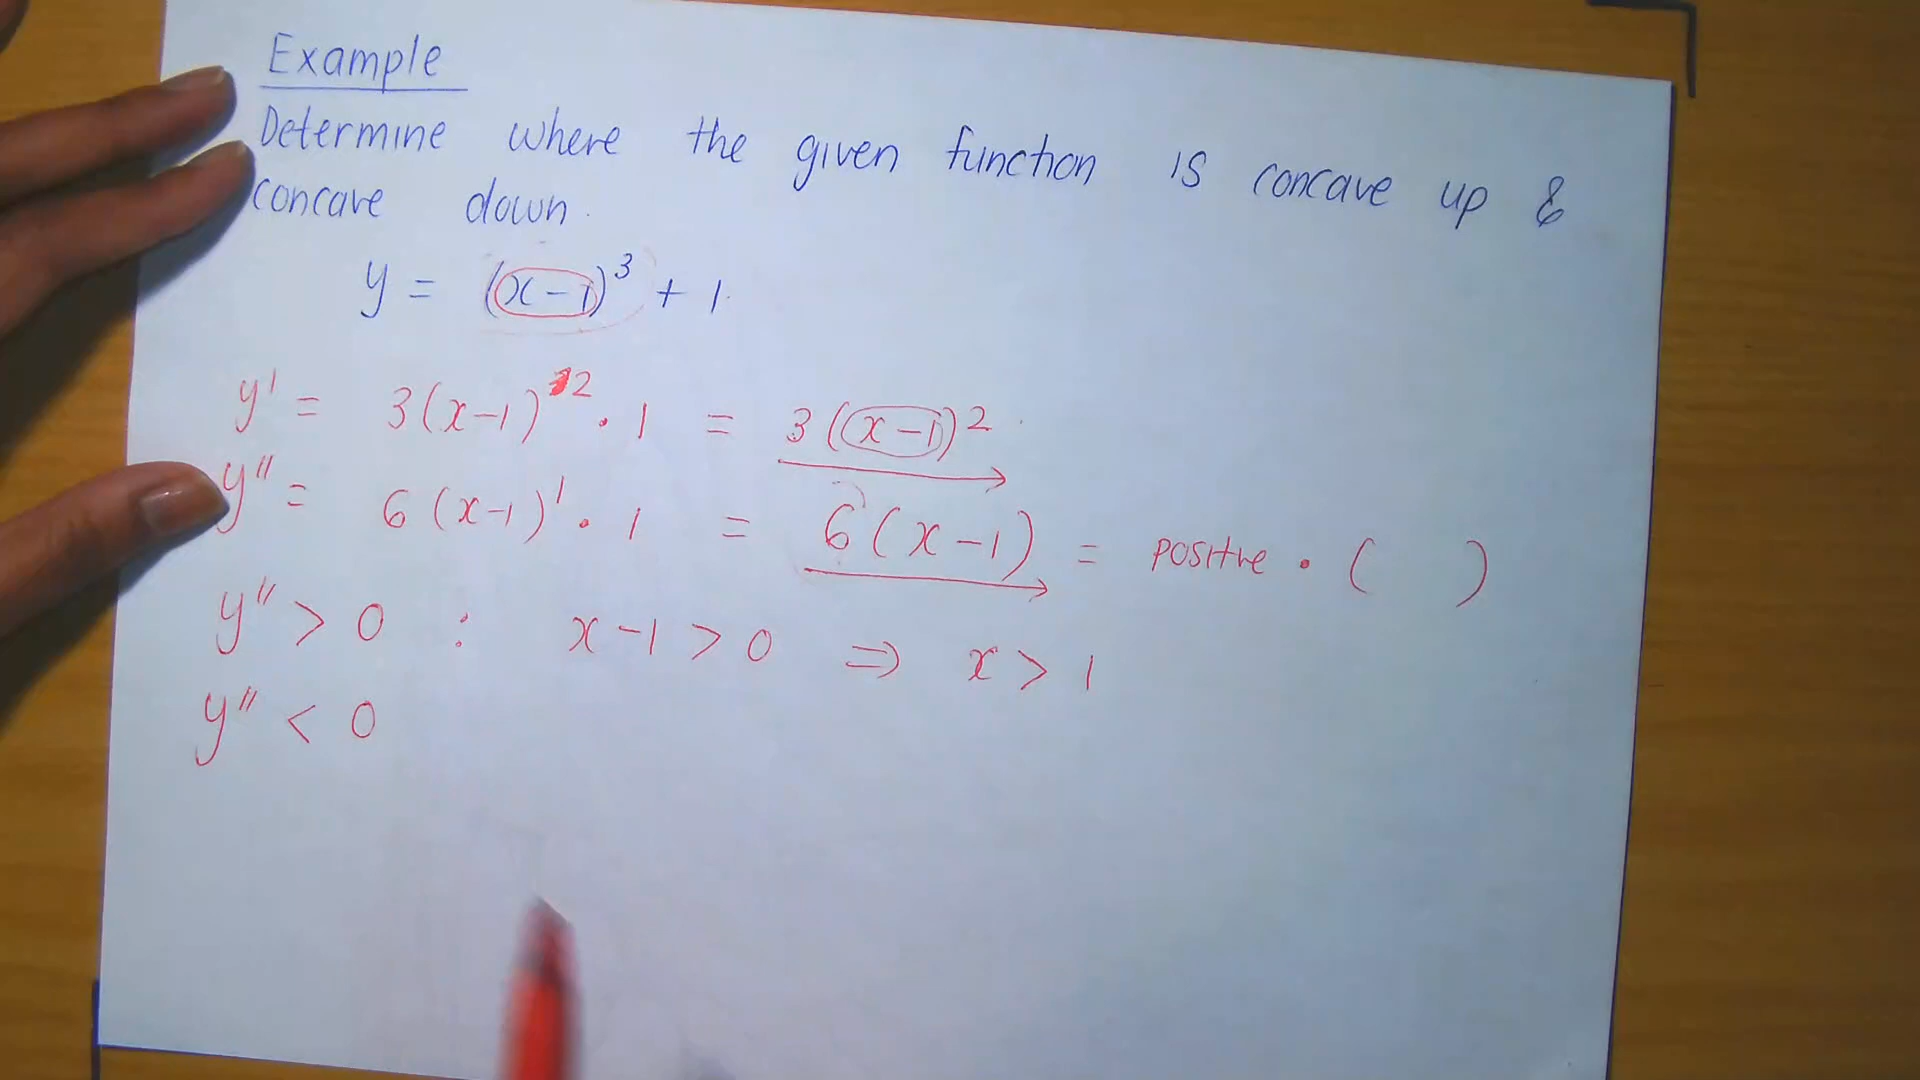 Example
Determine where the given function is concave up &
concave down.
y = (x-1)³ + 1
y' = 3(x-1)² · 1 = 3(x-1)²
y'' = 6(x-1)¹ · 1 = 6(x-1) = positive · ( )
y'' > 0 : x-1 > 0 ⇒ x > 1
y'' < 0